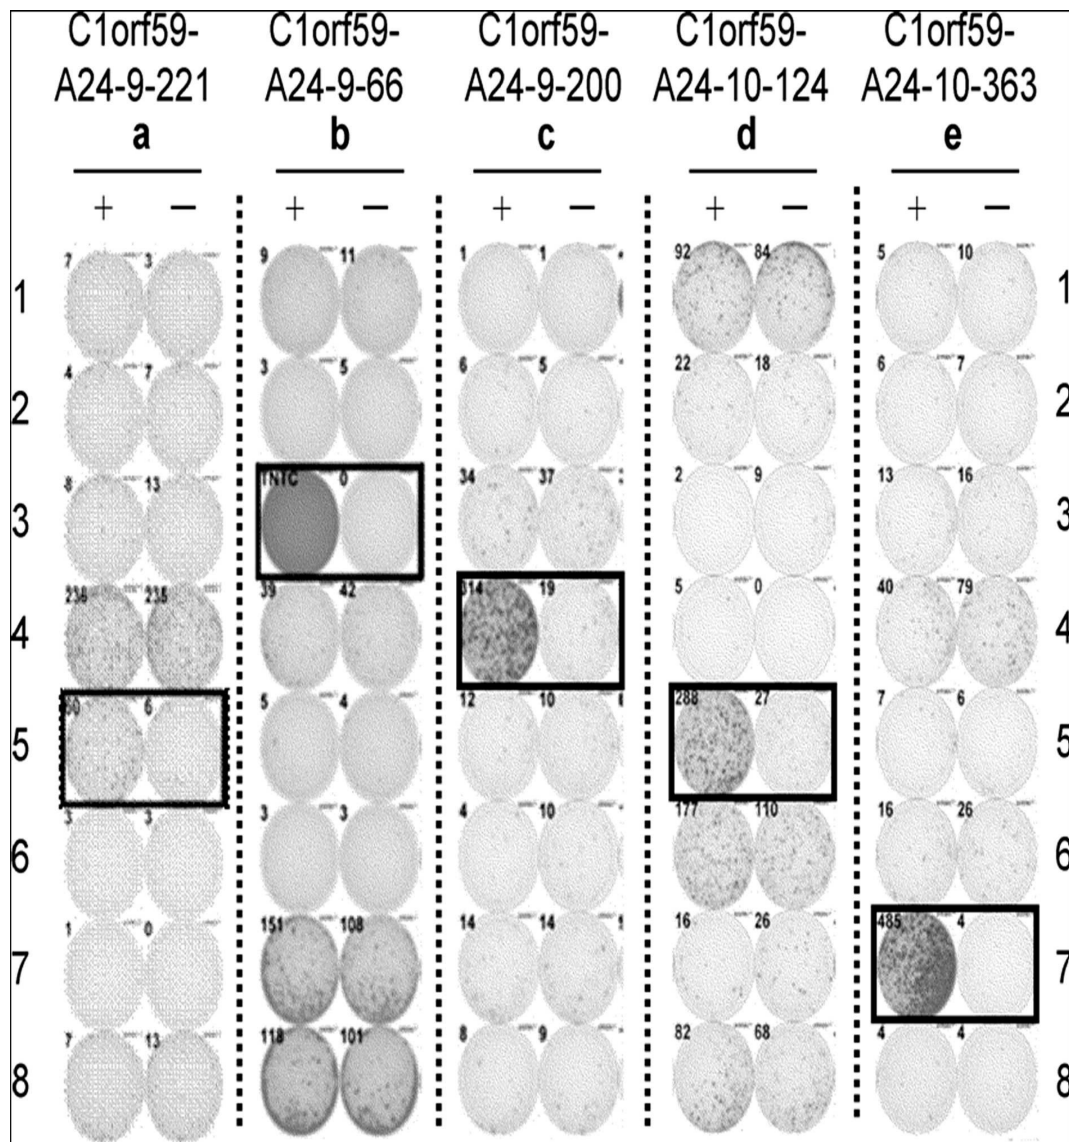 C1orf59- C1orf59- C1orf59- C1orf59- C1orf59-
A24-9-221 A24-9-66 A24-9-200 A24-10-124 A24-10-363
a b c d e
+ − + − + − + − + −
1 7 3 9 11 1 1 92 84 5 10 1
2 4 7 3 5 6 5 22 18 6 7 2
3 8 13 TNTC 0 34 37 2 9 13 16 3
4 238 235 39 42 314 19 5 0 40 79 4
5 60 6 5 4 12 10 288 27 7 6 5
6 3 3 3 3 4 10 177 110 16 26 6
7 1 0 151 108 14 14 16 26 485 4 7
8 7 13 118 101 8 9 82 68 4 4 8